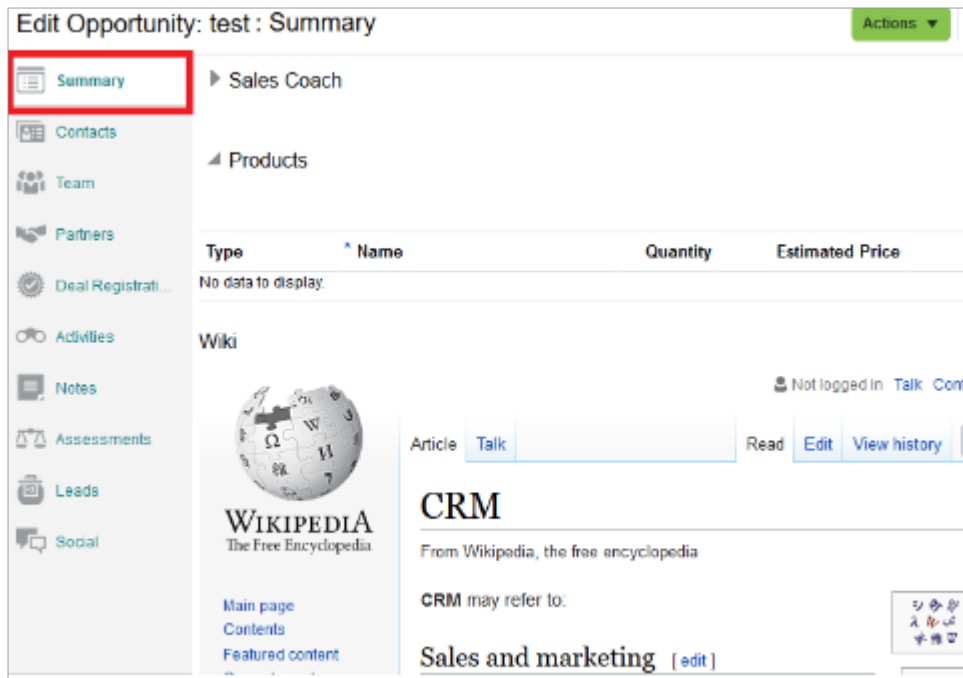 Edit Opportunity: test : Summary
Actions
Summary
Contacts
Team
Partners
Deal Registrati...
Activities
Notes
Assessments
Leads
Social
Sales Coach
Products
Type * Name Quantity Estimated Price
No data to display.
Wiki
Not logged in Talk Cont
Article Talk Read Edit View history
WIKIPEDIA
The Free Encyclopedia
Main page
Contents
Featured content
CRM
From Wikipedia, the free encyclopedia
CRM may refer to:
Sales and marketing [ edit ]